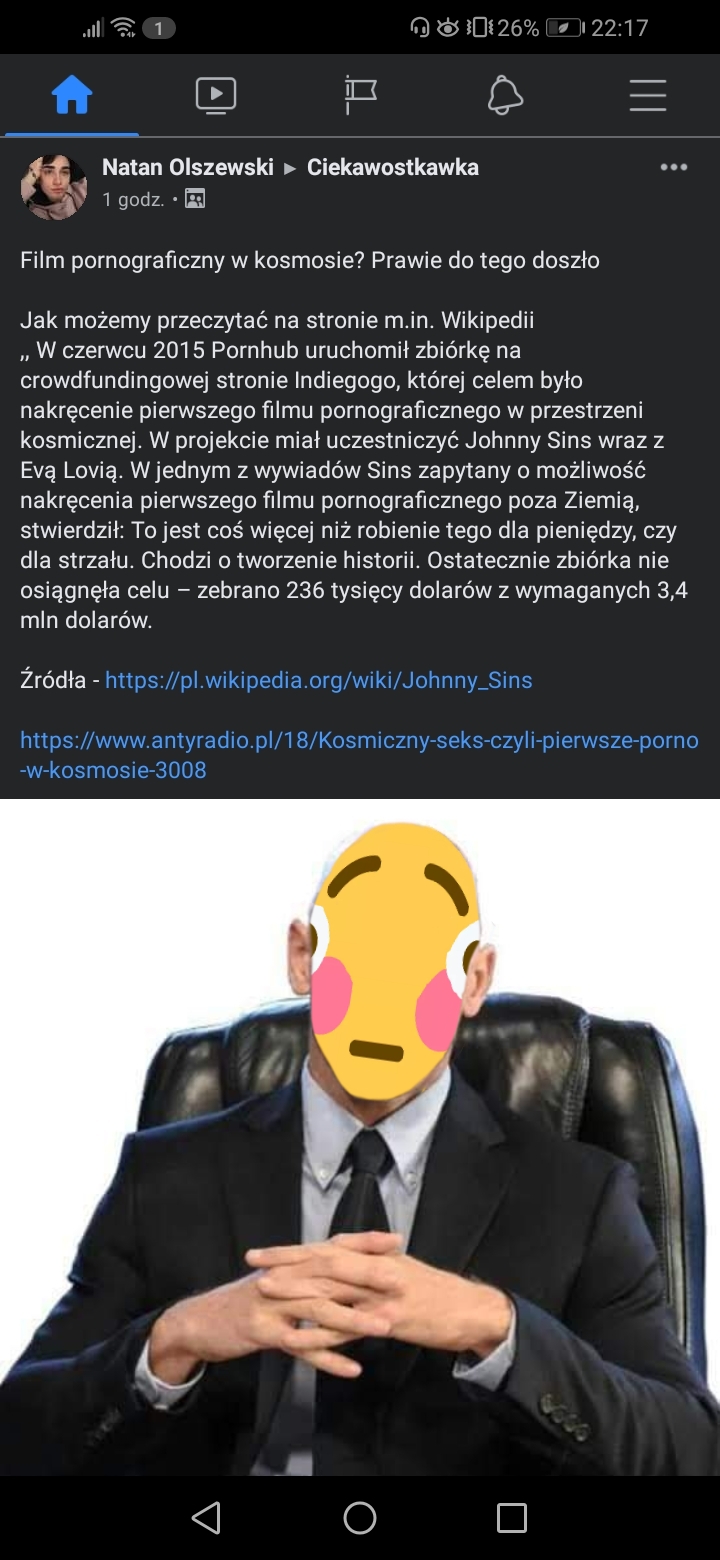 1 26% 22:17
Natan Olszewski ▸ Ciekawostkawka
1 godz. •
Film pornograficzny w kosmosie? Prawie do tego doszło
Jak możemy przeczytać na stronie m.in. Wikipedii
,, W czerwcu 2015 Pornhub uruchomił zbiórkę na
crowdfundingowej stronie Indiegogo, której celem było
nakręcenie pierwszego filmu pornograficznego w przestrzeni
kosmicznej. W projekcie miał uczestniczyć Johnny Sins wraz z
Evą Lovią. W jednym z wywiadów Sins zapytany o możliwość
nakręcenia pierwszego filmu pornograficznego poza Ziemią,
stwierdził: To jest coś więcej niż robienie tego dla pieniędzy, czy
dla strzału. Chodzi o tworzenie historii. Ostatecznie zbiórka nie
osiągnęła celu – zebrano 236 tysięcy dolarów z wymaganych 3,4
mln dolarów.
Źródła - https://pl.wikipedia.org/wiki/Johnny_Sins
https://www.antyradio.pl/18/Kosmiczny-seks-czyli-pierwsze-porno
-w-kosmosie-3008